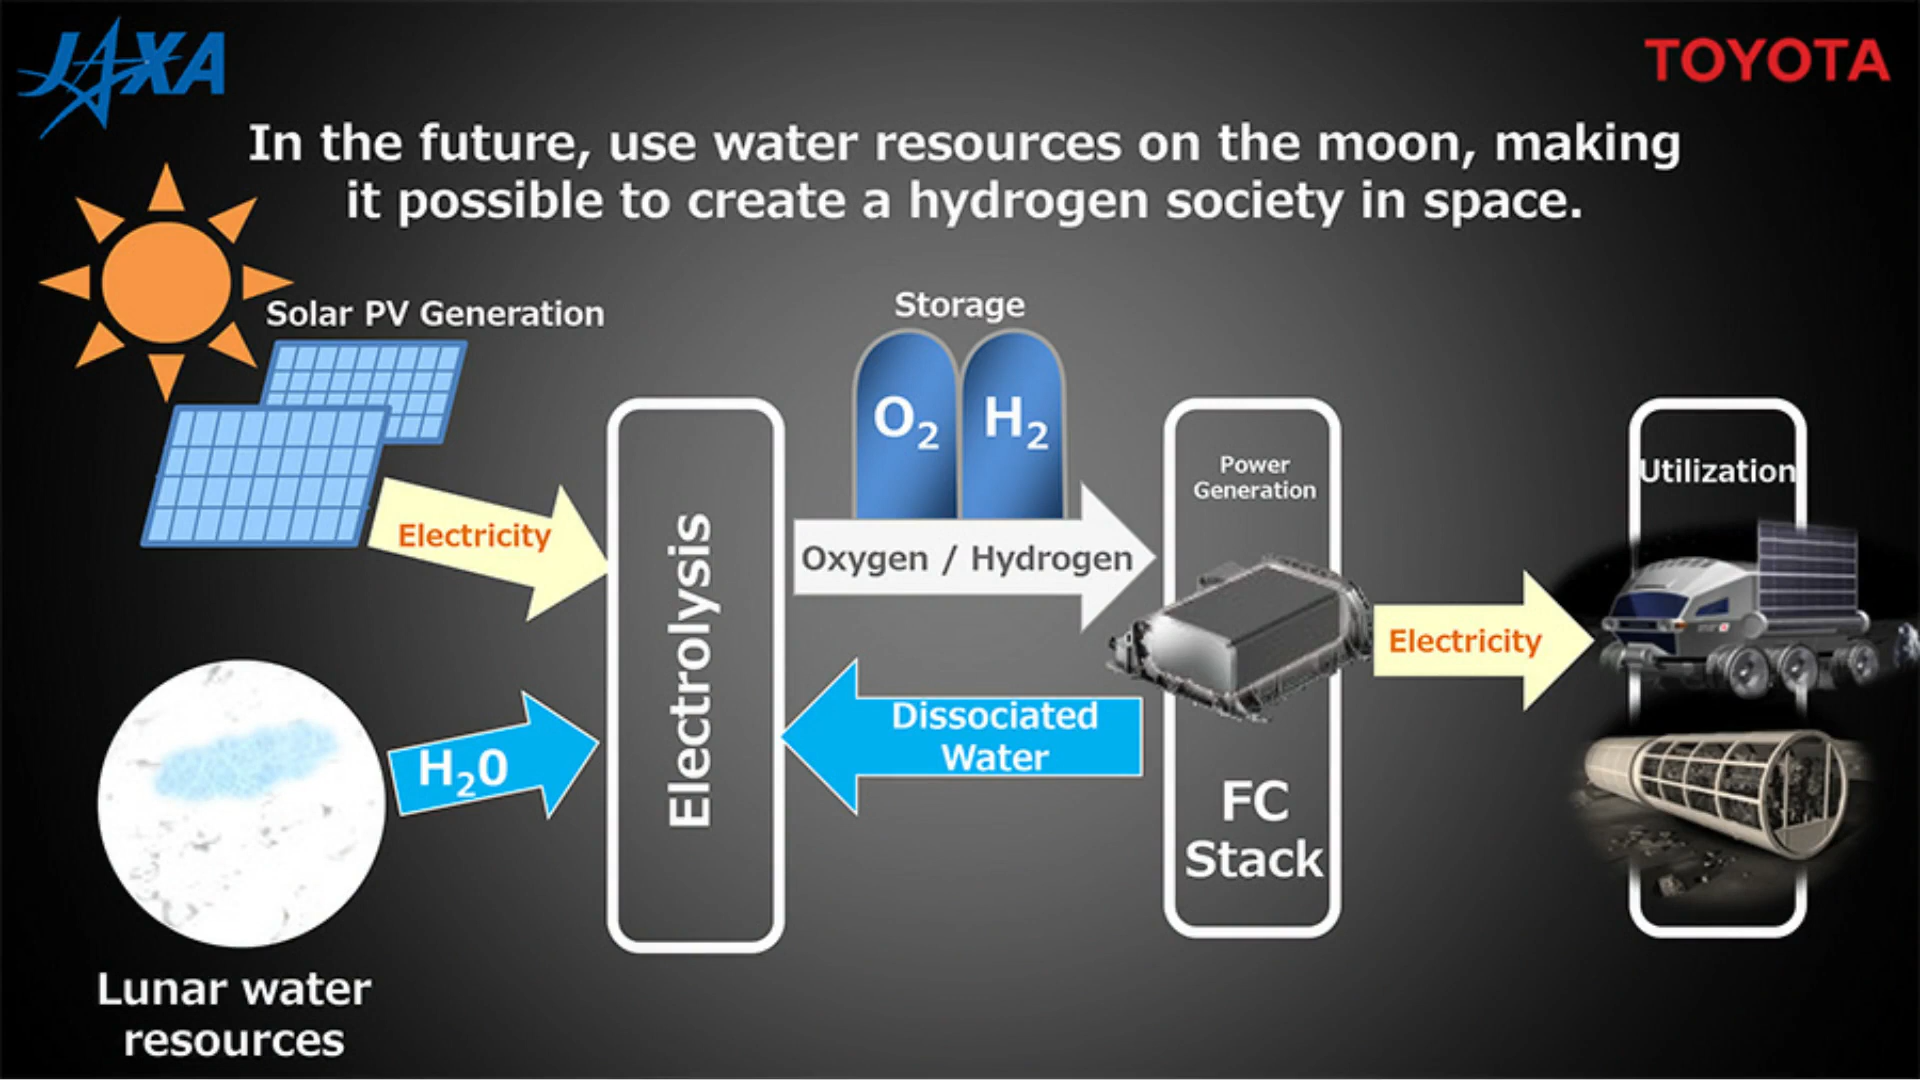 JAXA
TOYOTA
In the future, use water resources on the moon, making
it possible to create a hydrogen society in space.
Solar PV Generation
Storage
O₂
H₂
Power
Generation
Utilization
Electricity
Oxygen / Hydrogen
Electrolysis
Electricity
Dissociated
Water
H₂0
FC
Stack
Lunar water
resources